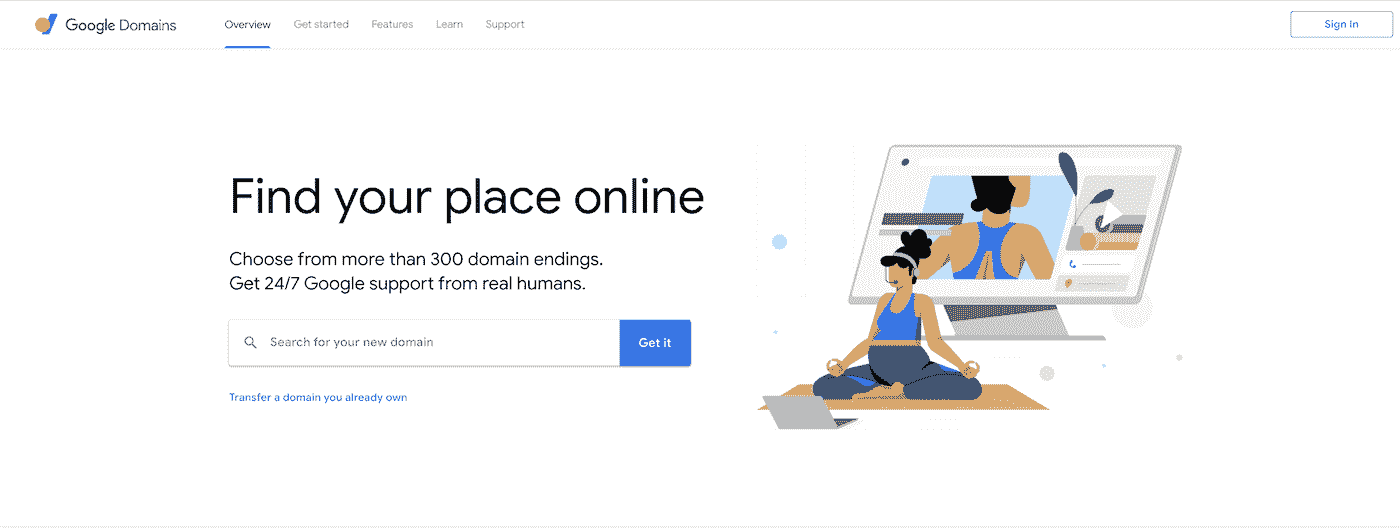 Google Domains
Overview
Get started
Features
Learn
Support
Sign in
Find your place online
Choose from more than 300 domain endings.
Get 24/7 Google support from real humans.
Search for your new domain
Get it
Transfer a domain you already own